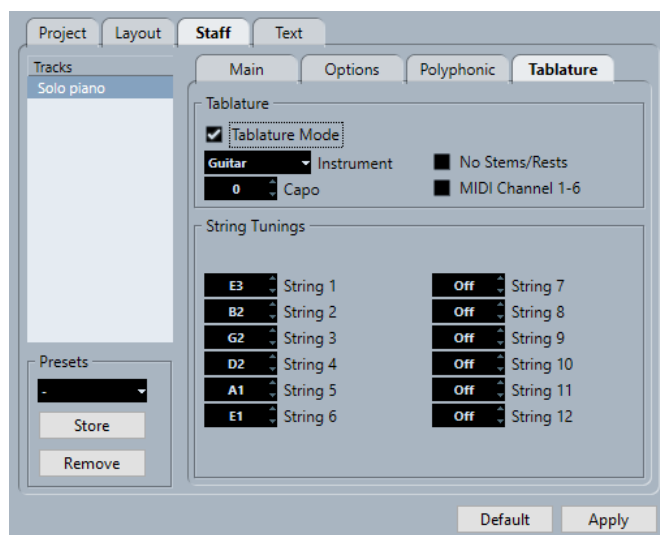 Project Layout Staff Text
Tracks
Solo piano
Main Options Polyphonic Tablature
Tablature
Tablature Mode
Guitar Instrument No Stems/Rests
0 Capo MIDI Channel 1-6
String Tunings
E3 String 1 Off String 7
B2 String 2 Off String 8
G2 String 3 Off String 9
D2 String 4 Off String 10
A1 String 5 Off String 11
E1 String 6 Off String 12
Presets
-
Store
Remove
Default Apply